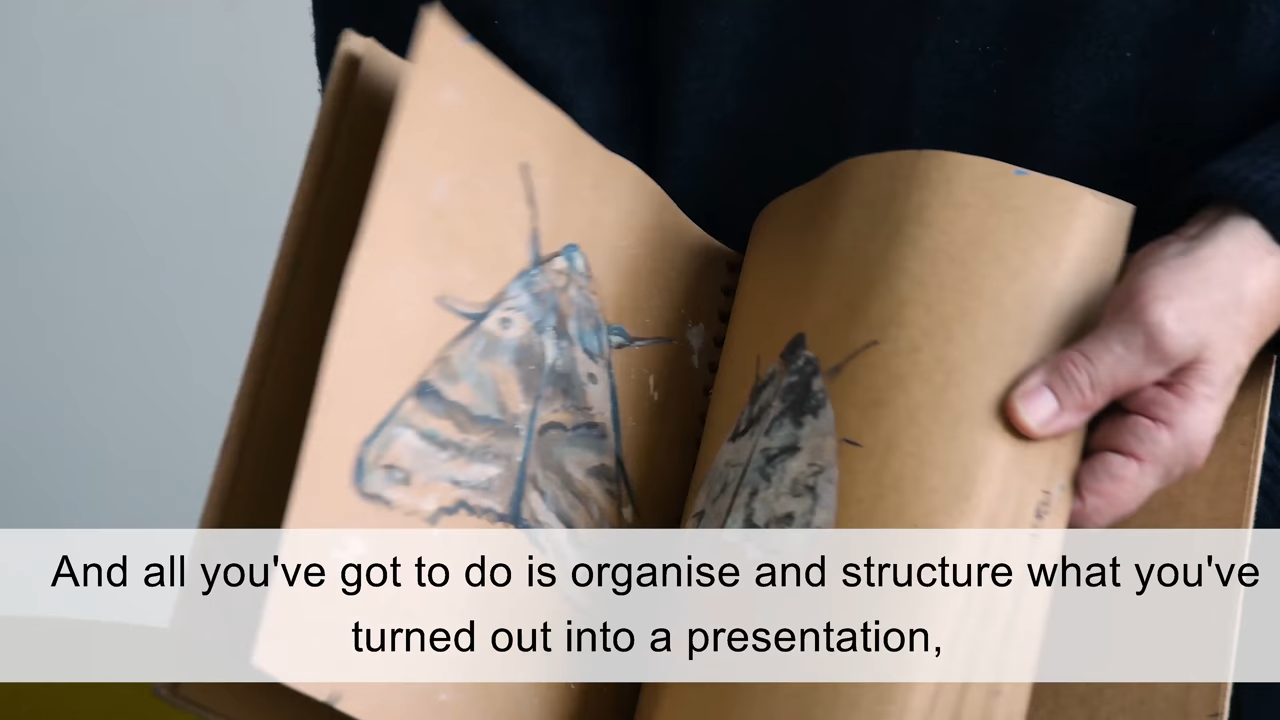 And all you've got to do is organise and structure what you've
turned out into a presentation,